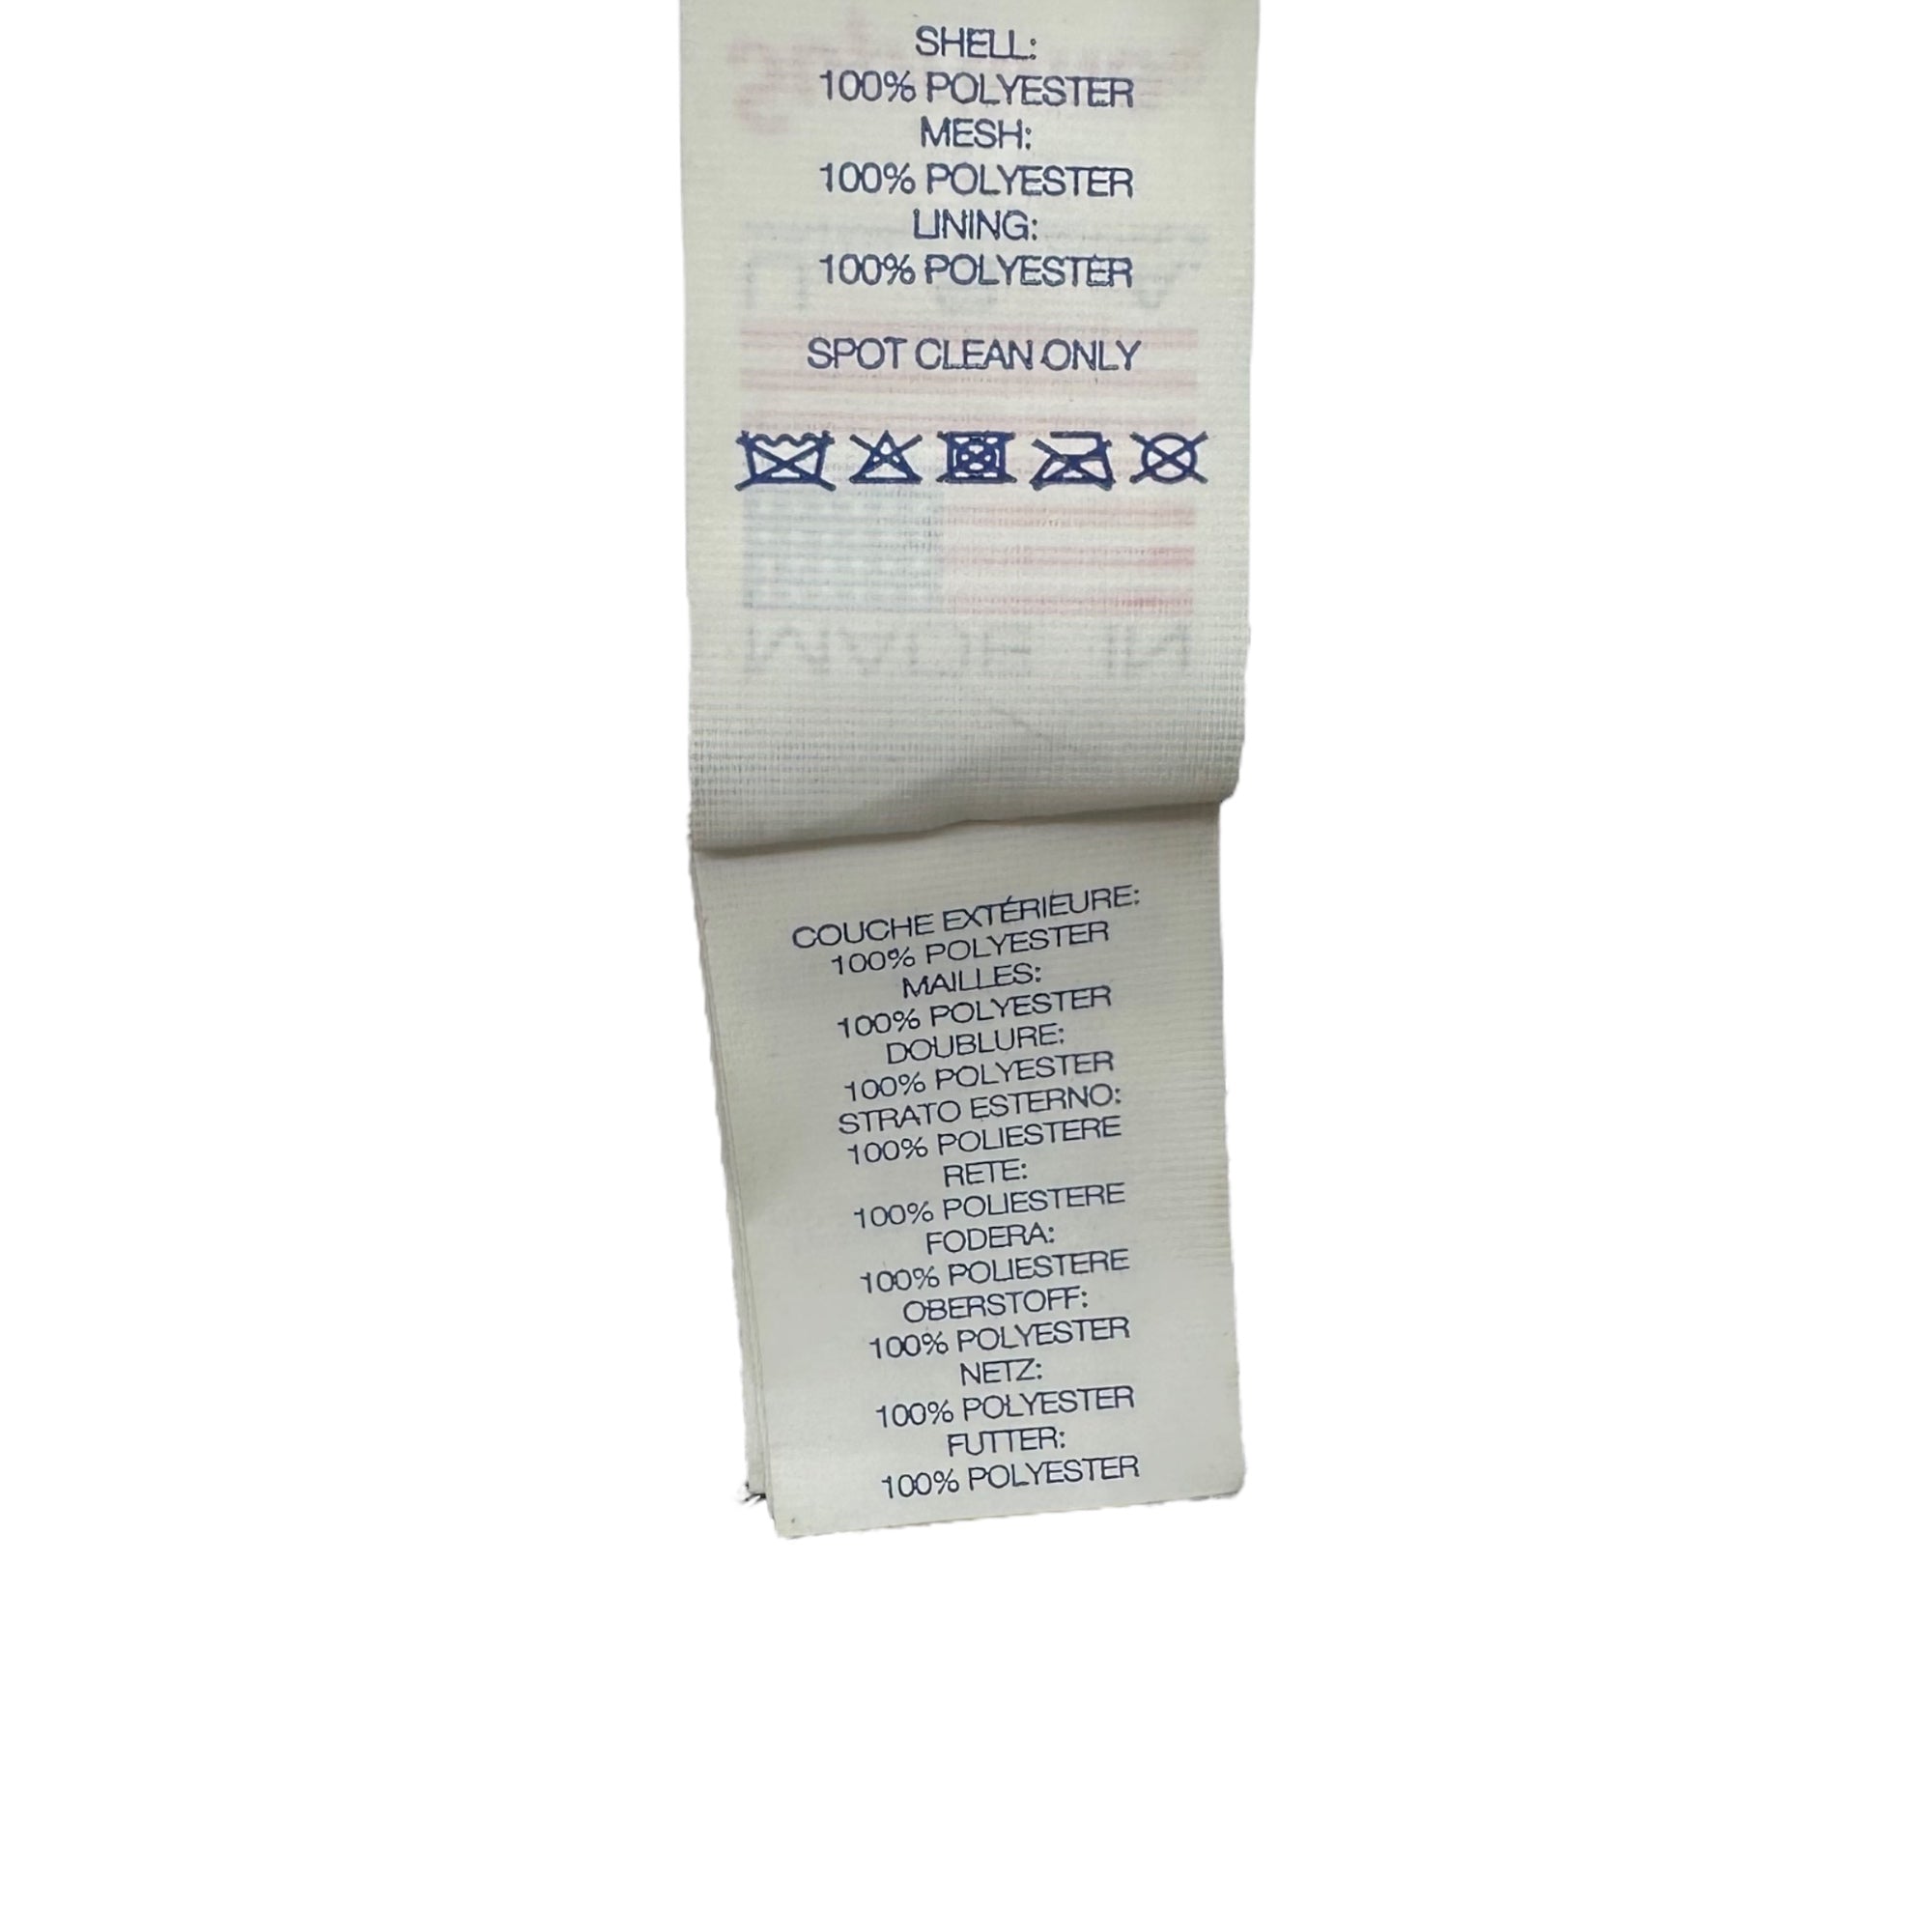 SHELL:
100% POLYESTER
MESH:
100% POLYESTER
LINING:
100% POLYESTER
SPOT CLEAN ONLY
MADE IN
COUCHE EXTÉRIEURE:
100% POLYESTER
MAILLES:
100% POLYESTER
DOUBLURE:
100% POLYESTER
STRATO ESTERNO:
100% POLIESTERE
RETE:
100% POLIESTERE
FODERA:
100% POLIESTERE
OBERSTOFF:
100% POLYESTER
NETZ:
100% POLYESTER
FUTTER:
100% POLYESTER